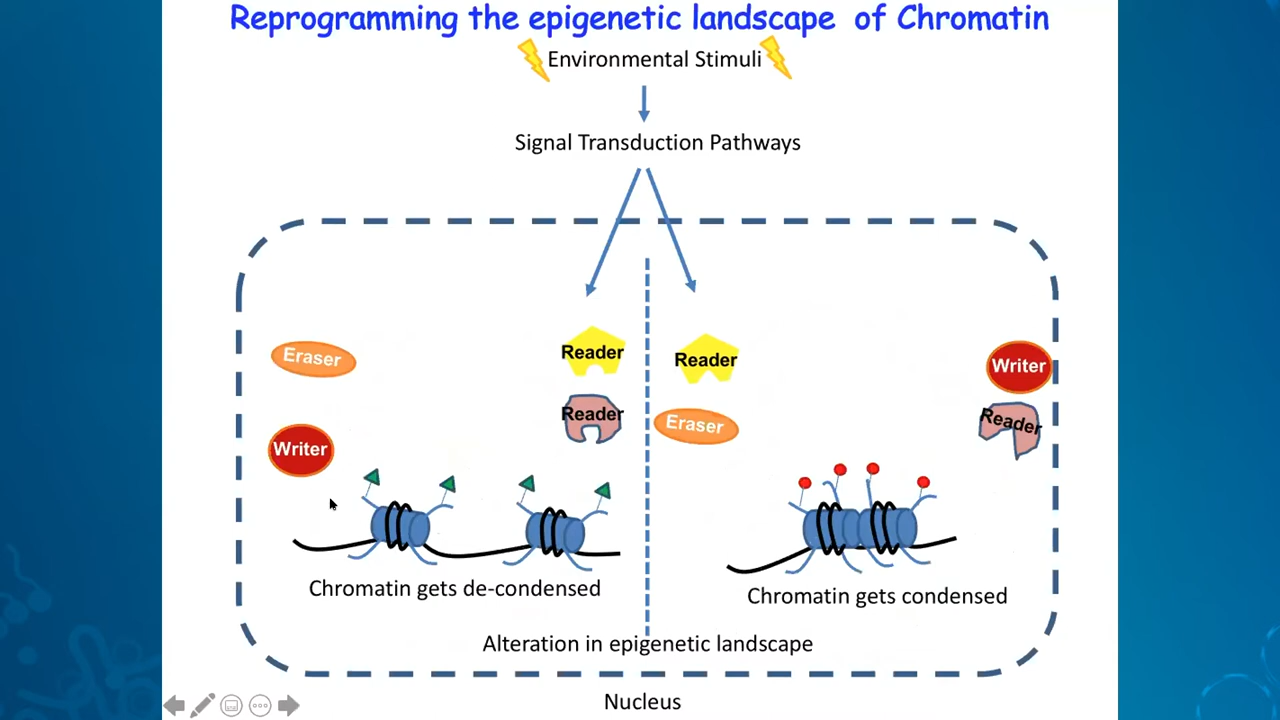 Reprogramming the epigenetic landscape of Chromatin
Environmental Stimuli
Signal Transduction Pathways
Eraser
Reader
Reader
Writer
Reader
Eraser
Writer
Reader
Chromatin gets de-condensed
Chromatin gets condensed
Alteration in epigenetic landscape
Nucleus